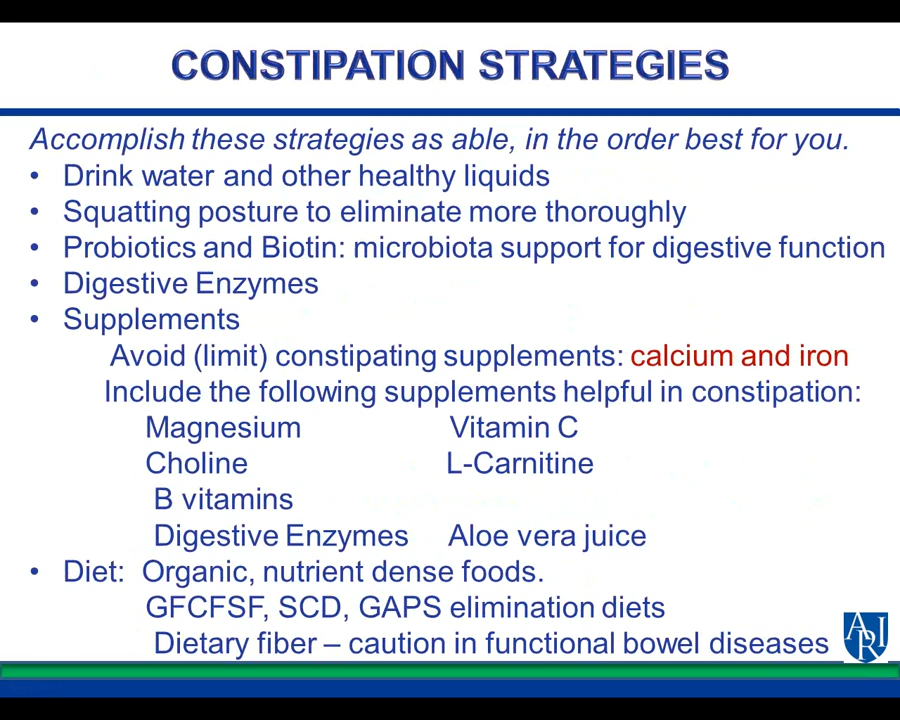 CONSTIPATION STRATEGIES
Accomplish these strategies as able, in the order best for you.
• Drink water and other healthy liquids
• Squatting posture to eliminate more thoroughly
• Probiotics and Biotin: microbiota support for digestive function
• Digestive Enzymes
• Supplements
Avoid (limit) constipating supplements: calcium and iron
Include the following supplements helpful in constipation:
Magnesium Vitamin C
Choline L-Carnitine
B vitamins
Digestive Enzymes Aloe vera juice
• Diet: Organic, nutrient dense foods.
GFCFSF, SCD, GAPS elimination diets
Dietary fiber – caution in functional bowel diseases
ARI